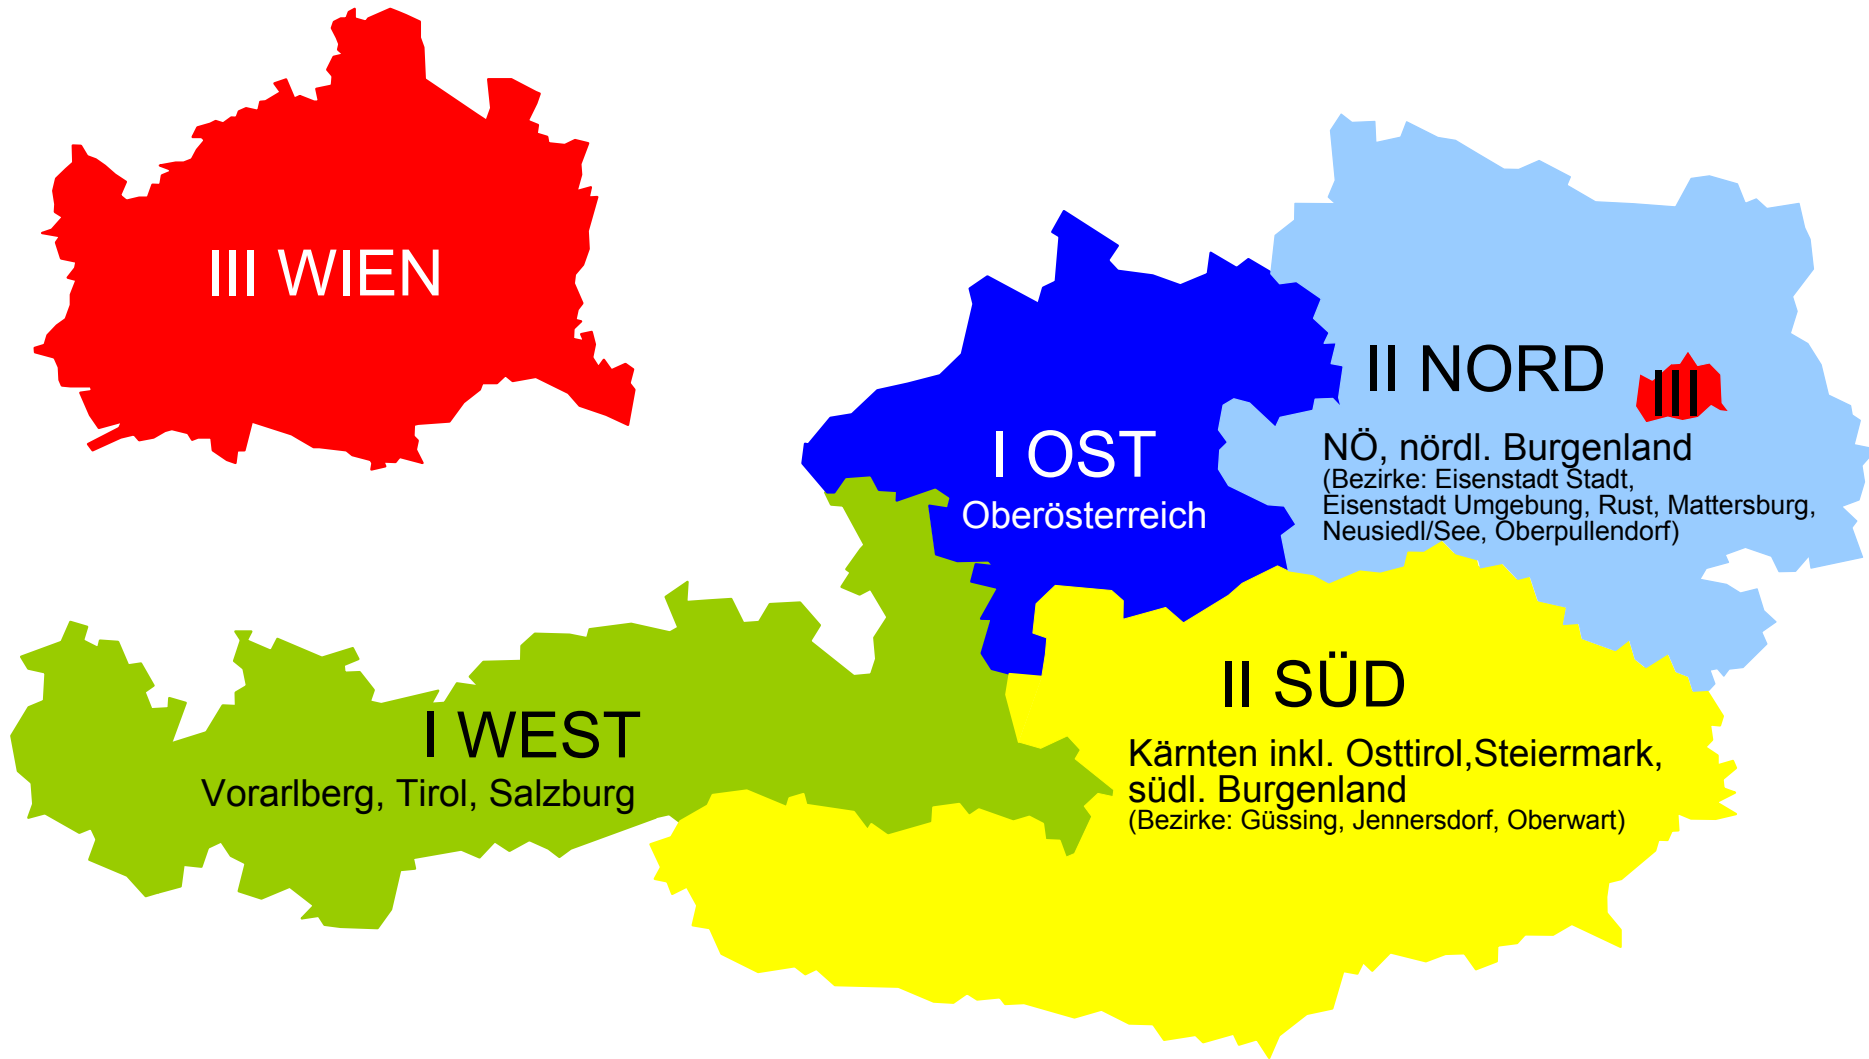 III WIEN
II NORD
III
NÖ, nördl. Burgenland
(Bezirke: Eisenstadt Stadt,
Eisenstadt Umgebung, Rust, Mattersburg,
Neusiedl/See, Oberpullendorf)
I OST
Oberösterreich
II SÜD
Kärnten inkl. Osttirol,Steiermark,
südl. Burgenland
(Bezirke: Güssing, Jennersdorf, Oberwart)
I WEST
Vorarlberg, Tirol, Salzburg